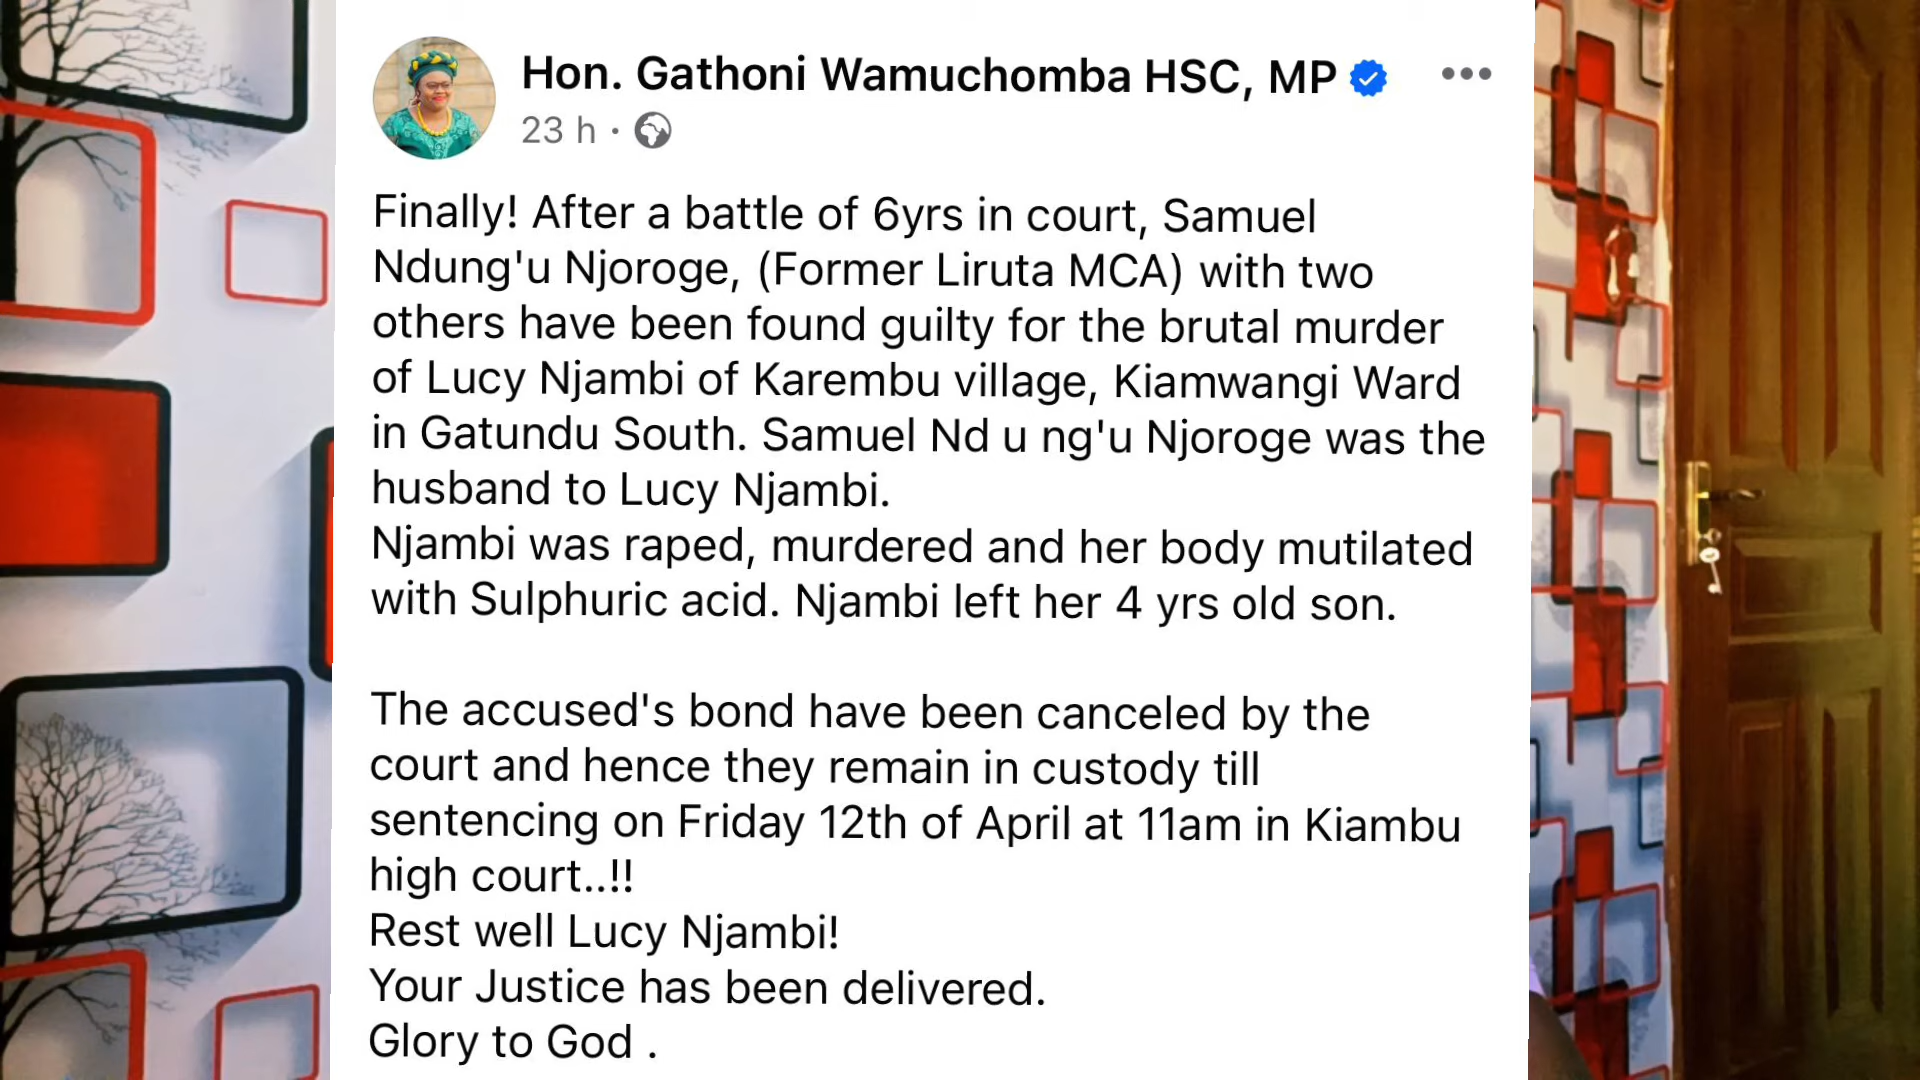 Hon. Gathoni Wamuchomba HSC, MP
23 h ·
Finally! After a battle of 6yrs in court, Samuel
Ndung'u Njoroge, (Former Liruta MCA) with two
others have been found guilty for the brutal murder
of Lucy Njambi of Karembu village, Kiamwangi Ward
in Gatundu South. Samuel Nd u ng'u Njoroge was the
husband to Lucy Njambi.
Njambi was raped, murdered and her body mutilated
with Sulphuric acid. Njambi left her 4 yrs old son.
The accused's bond have been canceled by the
court and hence they remain in custody till
sentencing on Friday 12th of April at 11am in Kiambu
high court..!!
Rest well Lucy Njambi!
Your Justice has been delivered.
Glory to God .